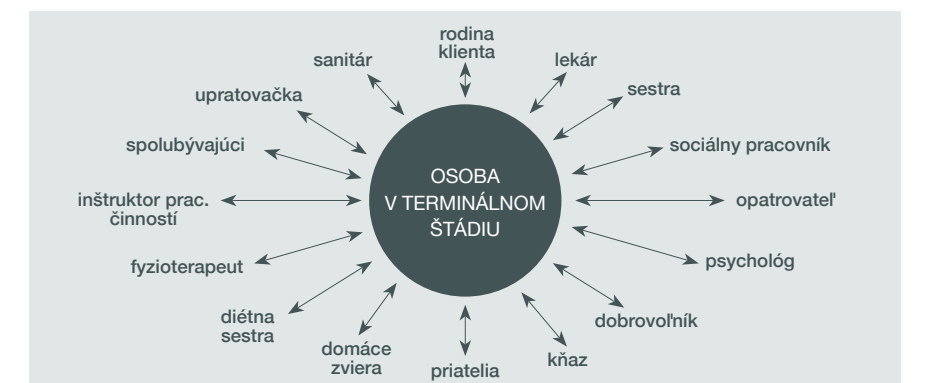 rodina
klienta
lekár
sestra
sociálny pracovník
opatrovateľ
psychológ
dobrovoľník
kňaz
priatelia
domáce
zviera
diétna
sestra
fyzioterapeut
inštruktor prac.
činností
spolubývajúci
upratovačka
sanitár
OSOBA
V TERMINÁLNOM
ŠTÁDIU